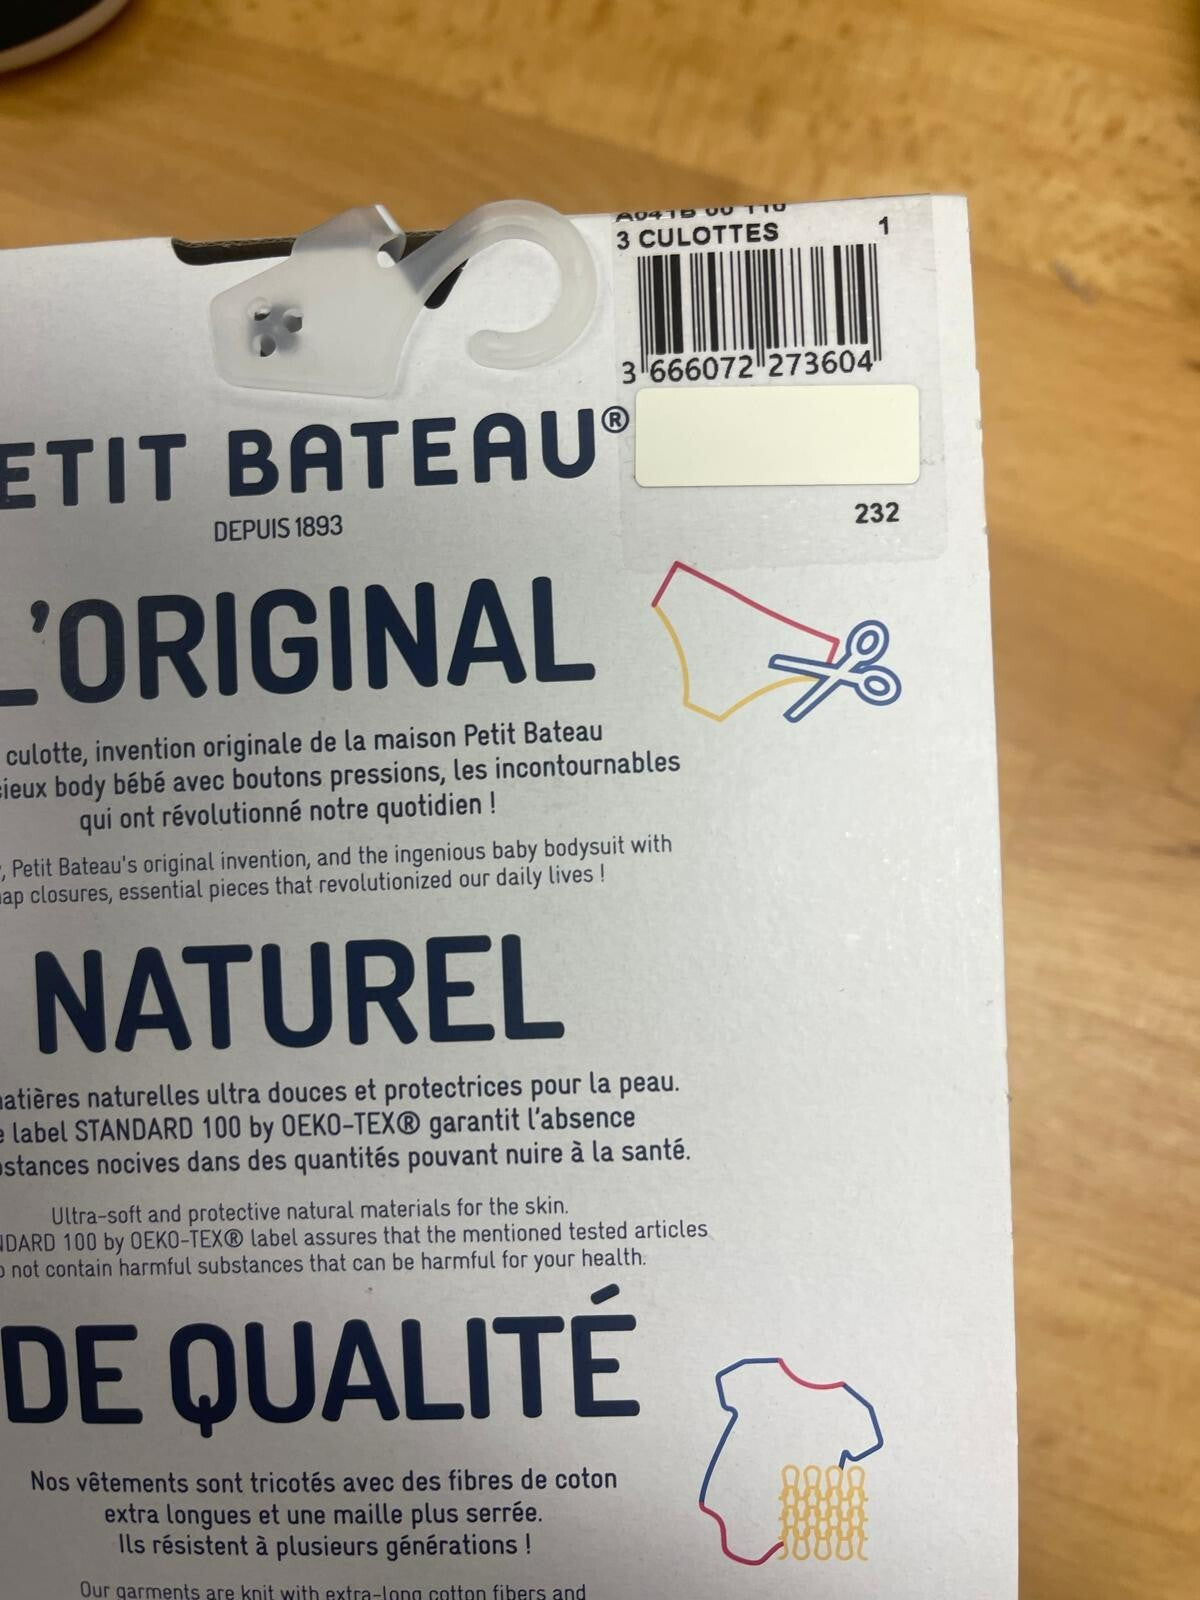 3 CULOTTES 1
3 666072 273604
ETIT BATEAU®
DEPUIS 1893
232
L'ORIGINAL
culotte, invention originale de la maison Petit Bateau
cieux body bébé avec boutons pressions, les incontournables
qui ont révolutionné notre quotidien !
, Petit Bateau's original invention, and the ingenious baby bodysuit with
ap closures, essential pieces that revolutionized our daily lives !
NATUREL
atières naturelles ultra douces et protectrices pour la peau.
e label STANDARD 100 by OEKO-TEX® garantit l'absence
bstances nocives dans des quantités pouvant nuire à la santé.
Ultra-soft and protective natural materials for the skin.
NDARD 100 by OEKO-TEX® label assures that the mentioned tested articles
o not contain harmful substances that can be harmful for your health.
DE QUALITÉ
Nos vêtements sont tricotés avec des fibres de coton
extra longues et une maille plus serrée.
Ils résistent à plusieurs générations !
Our garments are knit with extra-long cotton fibers and